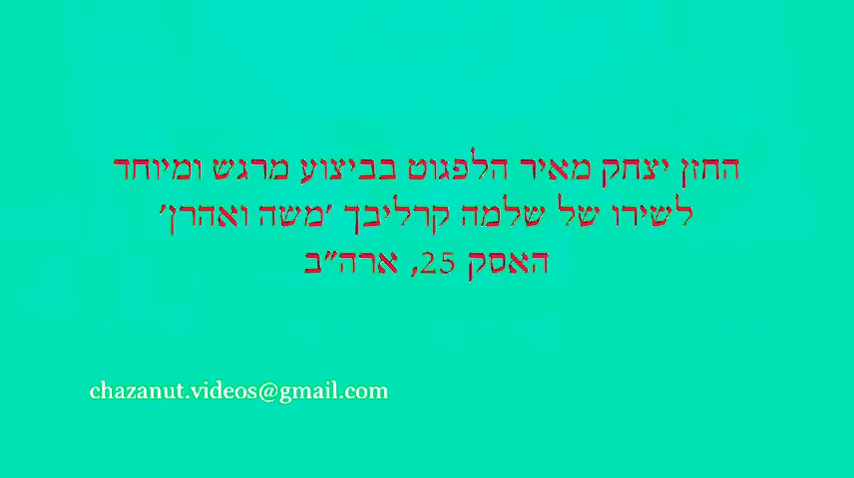 החזן יצחק מאיר הלפגוט בביצוע מרגש ומיוחד
לשירו של שלמה קרליבך 'משה ואהרן'
האסק 25, ארה"ב
chazanut.videos@gmail.com